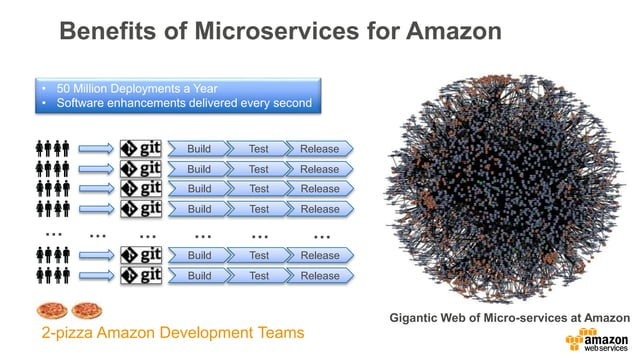 Benefits of Microservices for Amazon
• 50 Million Deployments a Year
• Software enhancements delivered every second
git Build Test Release
git Build Test Release
git Build Test Release
git Build Test Release
... ... ... ... ... ...
git Build Test Release
git Build Test Release
2-pizza Amazon Development Teams
Gigantic Web of Micro-services at Amazon
amazon
webservices